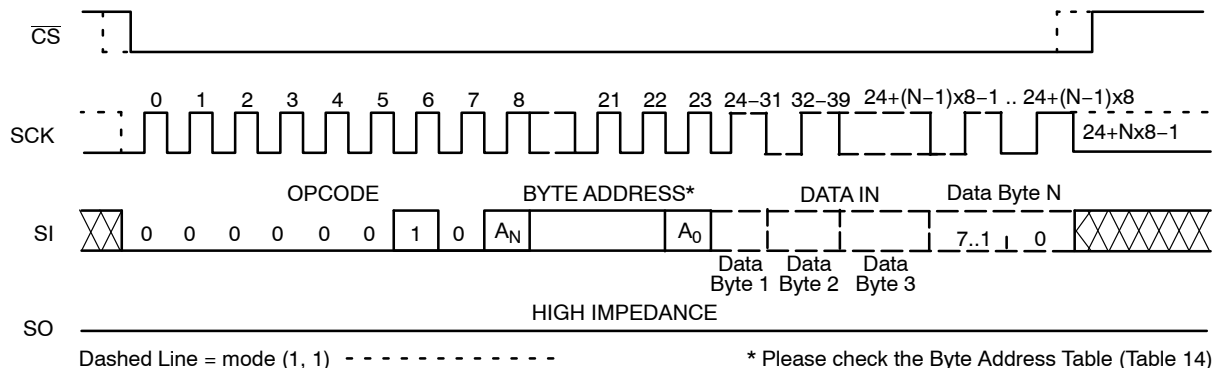 CS
0 1 2 3 4 5 6 7 8 21 22 23 24–31 32–39 24+(N–1)x8–1 .. 24+(N–1)x8
SCK
24+Nx8–1
OPCODE BYTE ADDRESS* DATA IN Data Byte N
SI 0 0 0 0 0 0 1 0 AN A0 7..1 0
Data Byte 1 Data Byte 2 Data Byte 3
HIGH IMPEDANCE
SO
Dashed Line = mode (1, 1) * Please check the Byte Address Table (Table 14)